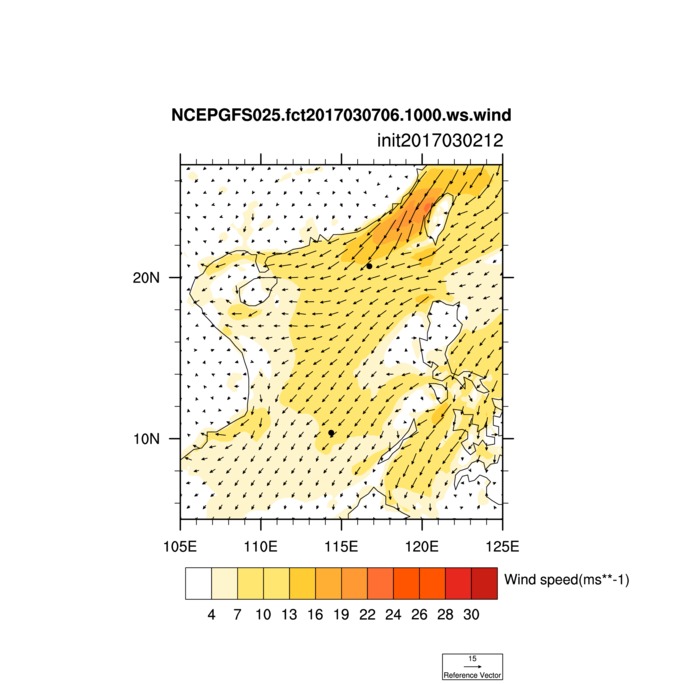 NCEPGFS025.fct2017030706.1000.ws.wind
init2017030212
20N
10N
105E 110E 115E 120E 125E
Wind speed(ms**-1)
4 7 10 13 16 19 22 24 26 28 30
15
Reference Vector